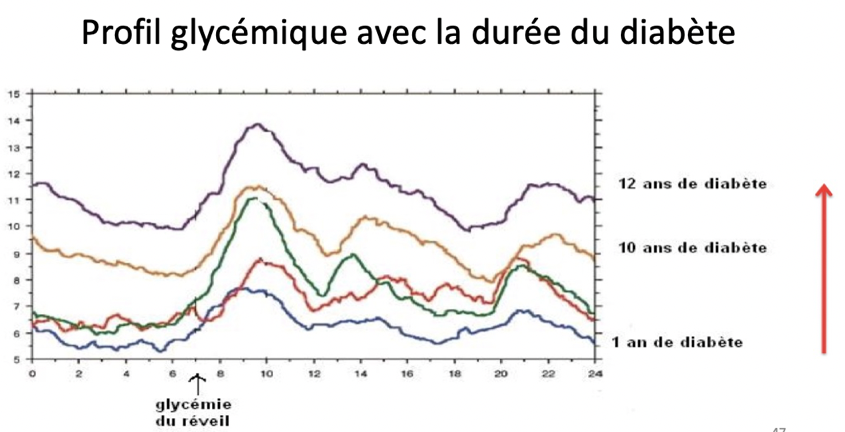 Profil glycémique avec la durée du diabète
15
14
13
12
11
10
9
8
7
6
5
0 2 4 6 8 10 12 14 16 18 20 22 24
12 ans de diabète
10 ans de diabète
1 an de diabète
glycémie
du réveil